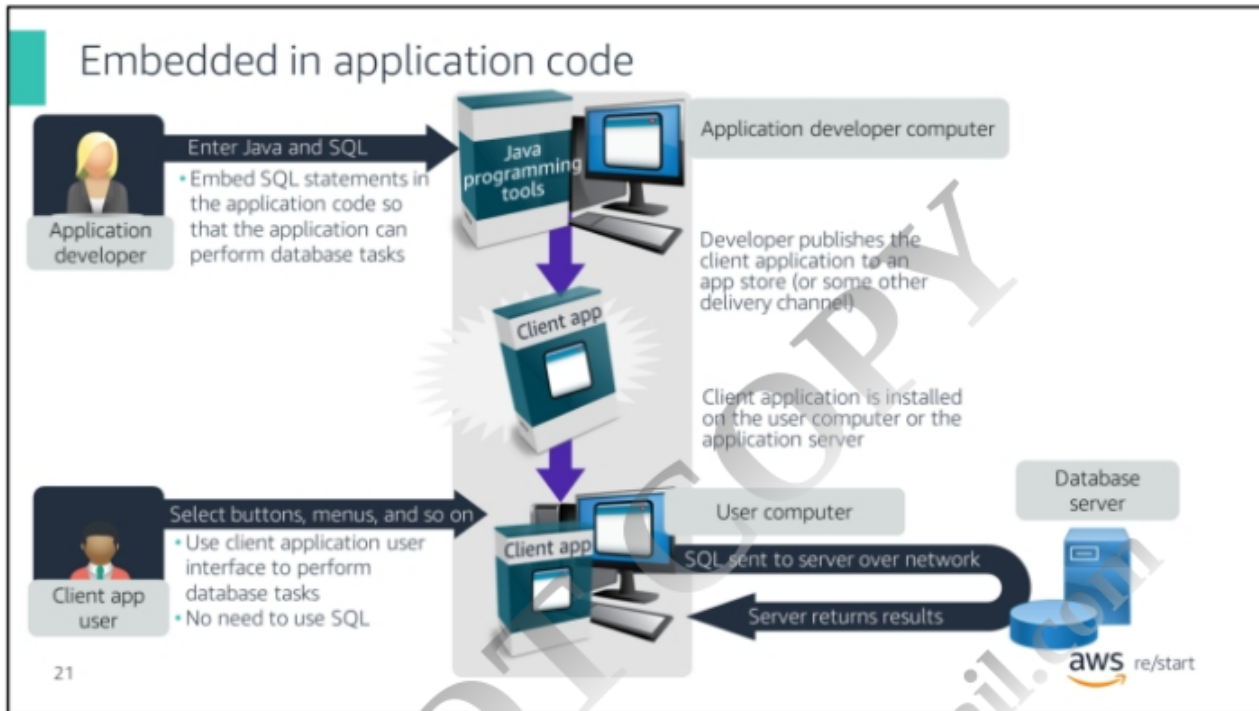 Embedded in application code
Enter Java and SQL
• Embed SQL statements in
the application code so
that the application can
perform database tasks
Application
developer
Java
programming
tools
Application developer computer
Developer publishes the
client application to an
app store (or some other
delivery channel)
Client app
Client application is installed
on the user computer or the
application server
Select buttons, menus, and so on
• Use client application user
interface to perform
database tasks
• No need to use SQL
Client app
user
Client app
User computer
Database
server
SQL sent to server over network
Server returns results
21
aws re/start
OT COPY
ail.com